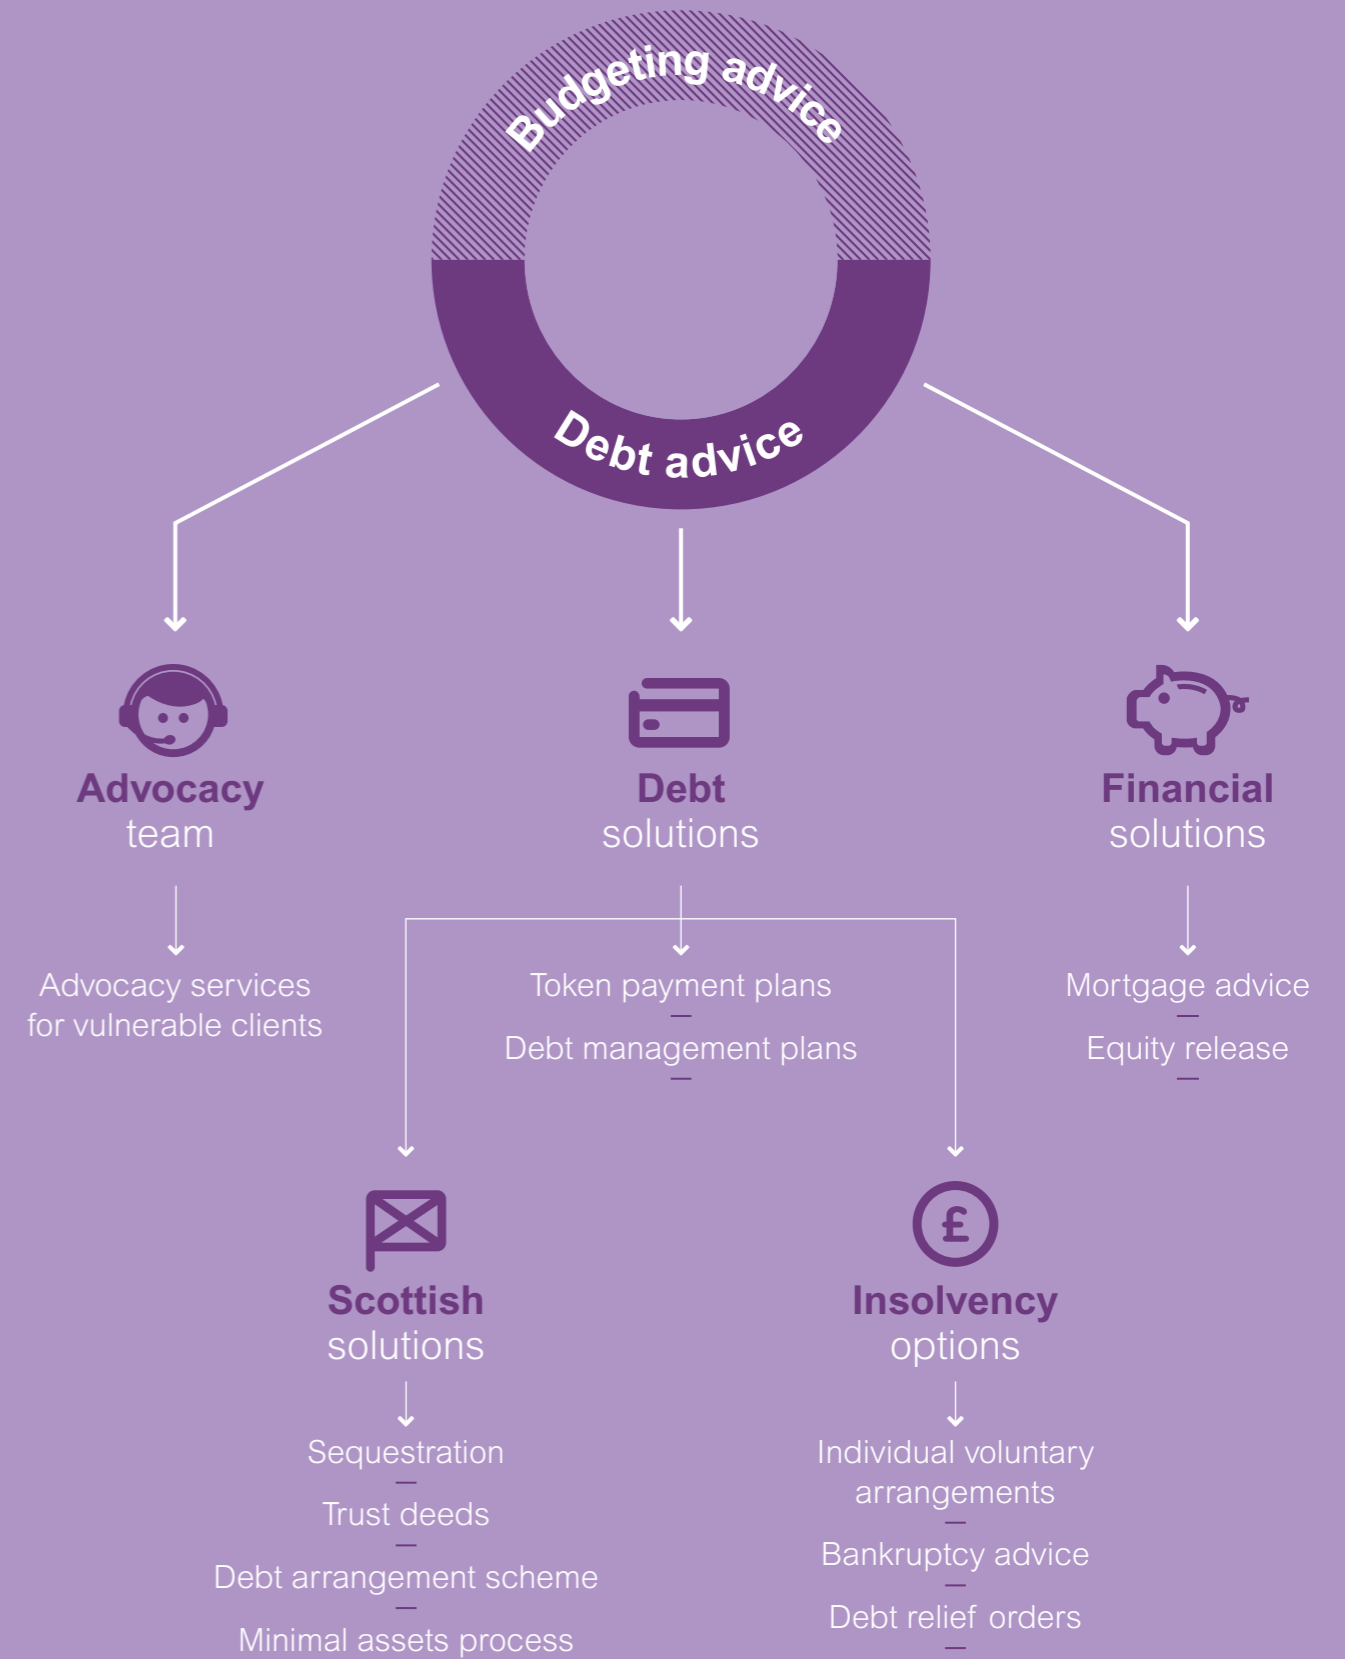 Budgeting advice
Debt advice
Advocacy
team
Debt
solutions
Financial
solutions
Advocacy services
for vulnerable clients
Token payment plans
Debt management plans
Mortgage advice
Equity release
Scottish
solutions
Insolvency
options
Sequestration
Trust deeds
Debt arrangement scheme
Minimal assets process
£
Individual voluntary
arrangements
Bankruptcy advice
Debt relief orders